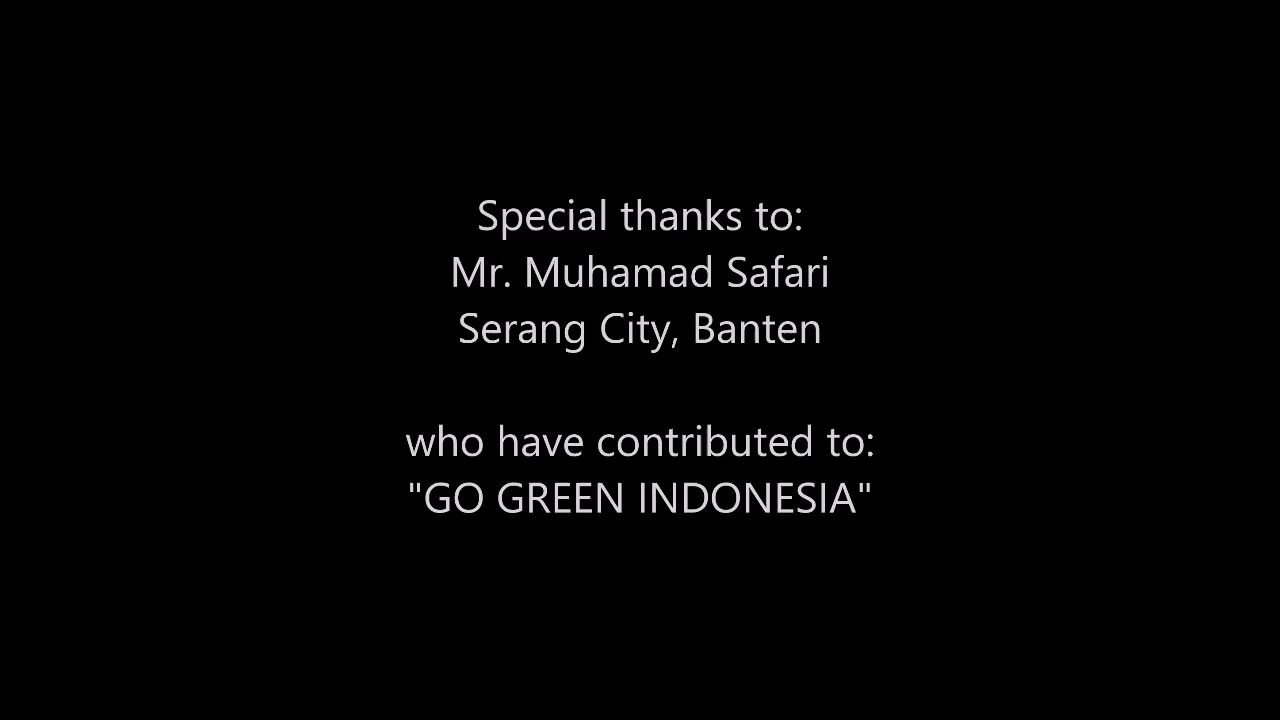 Special thanks to:
Mr. Muhamad Safari
Serang City, Banten
who have contributed to:
"GO GREEN INDONESIA"